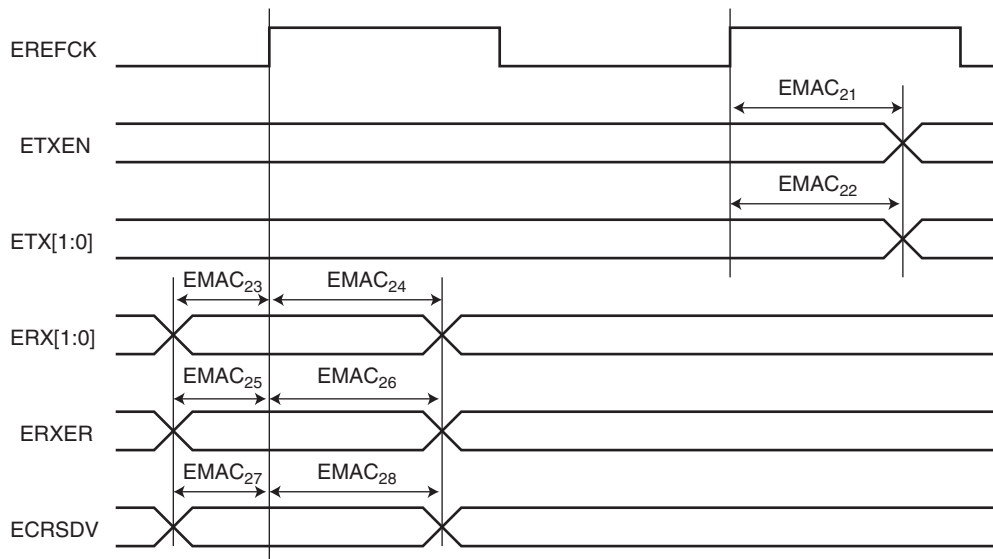 EREFCK
EMAC21
ETXEN
EMAC22
ETX[1:0]
EMAC23 EMAC24
ERX[1:0]
EMAC25 EMAC26
ERXER
EMAC27 EMAC28
ECRSDV